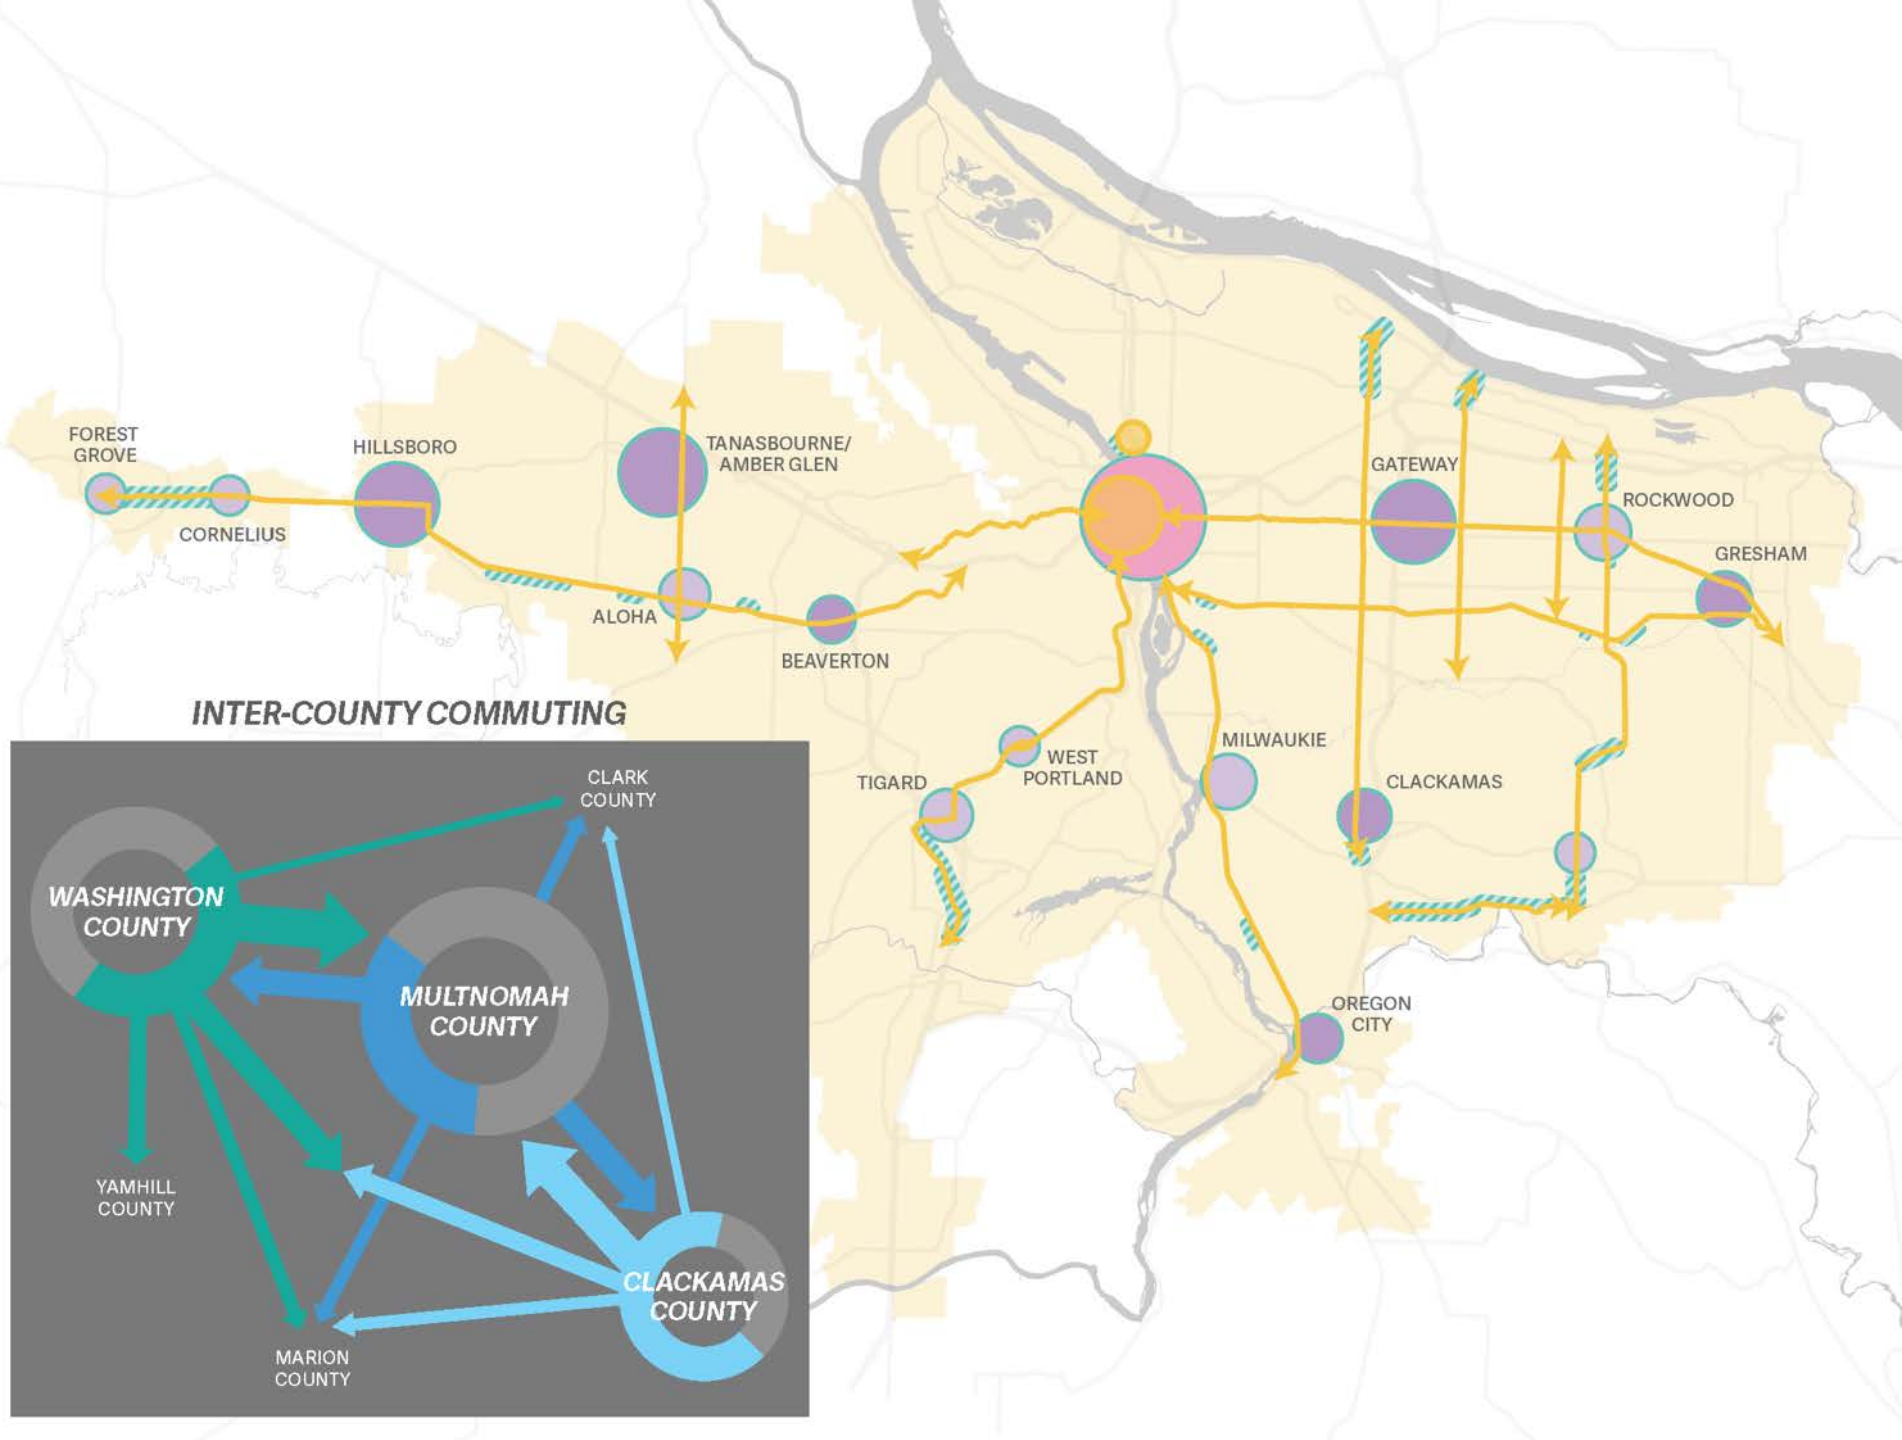 FOREST
GROVE
CORNELIUS
HILLSBORO
TANASBOURNE/
AMBER GLEN
ALOHA
BEAVERTON
GATEWAY
ROCKWOOD
GRESHAM
WEST
PORTLAND
TIGARD
MILWAUKIE
CLACKAMAS
OREGON
CITY
INTER-COUNTY COMMUTING
CLARK
COUNTY
WASHINGTON
COUNTY
MULTNOMAH
COUNTY
YAMHILL
COUNTY
CLACKAMAS
COUNTY
MARION
COUNTY